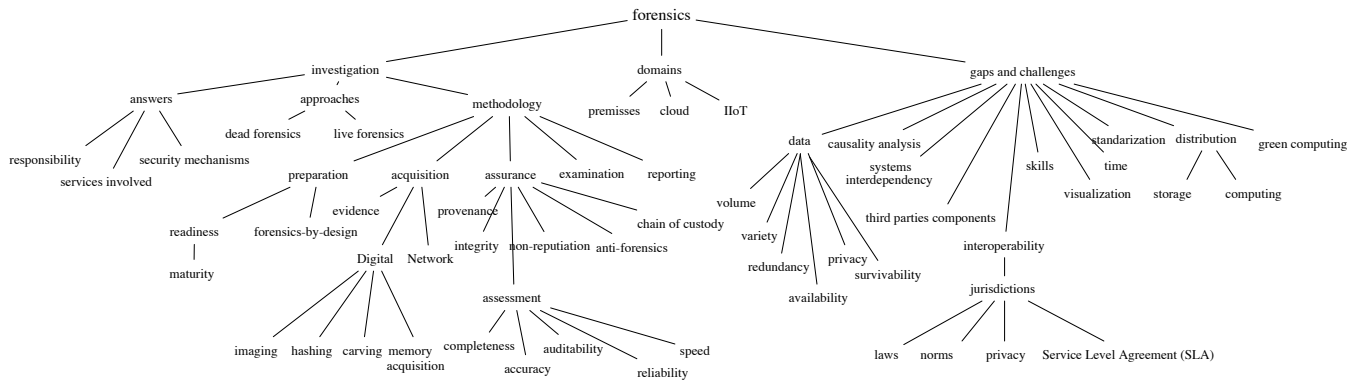 forensics
investigation
domains
gaps and challenges
answers
approaches
methodology
premisses
cloud
IIoT
dead forensics
live forensics
data
causality analysis
standarization
distribution
green computing
responsibility
services involved
security mechanisms
systems
interdependency
skills
time
preparation
acquisition
assurance
examination
reporting
visualization
storage
computing
volume
evidence
provenance
third parties components
readiness
forensics-by-design
chain of custody
variety
integrity
non-reputiation
anti-forensics
interoperability
Digital
Network
redundancy
privacy
survivability
maturity
availability
jurisdictions
assessment
imaging
hashing
carving
memory
acquisition
completeness
accuracy
auditability
reliability
speed
laws
norms
privacy
Service Level Agreement (SLA)